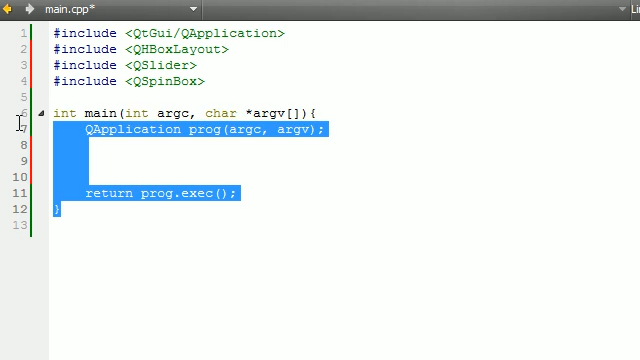 main.cpp*
Li
1 #include <QtGui/QApplication>
2 #include <QHBoxLayout>
3 #include <QSlider>
4 #include <QSpinBox>
5
6 int main(int argc, char *argv[]){
7 QApplication prog(argc, argv);
8
9
10
11 return prog.exec();
12 }
13